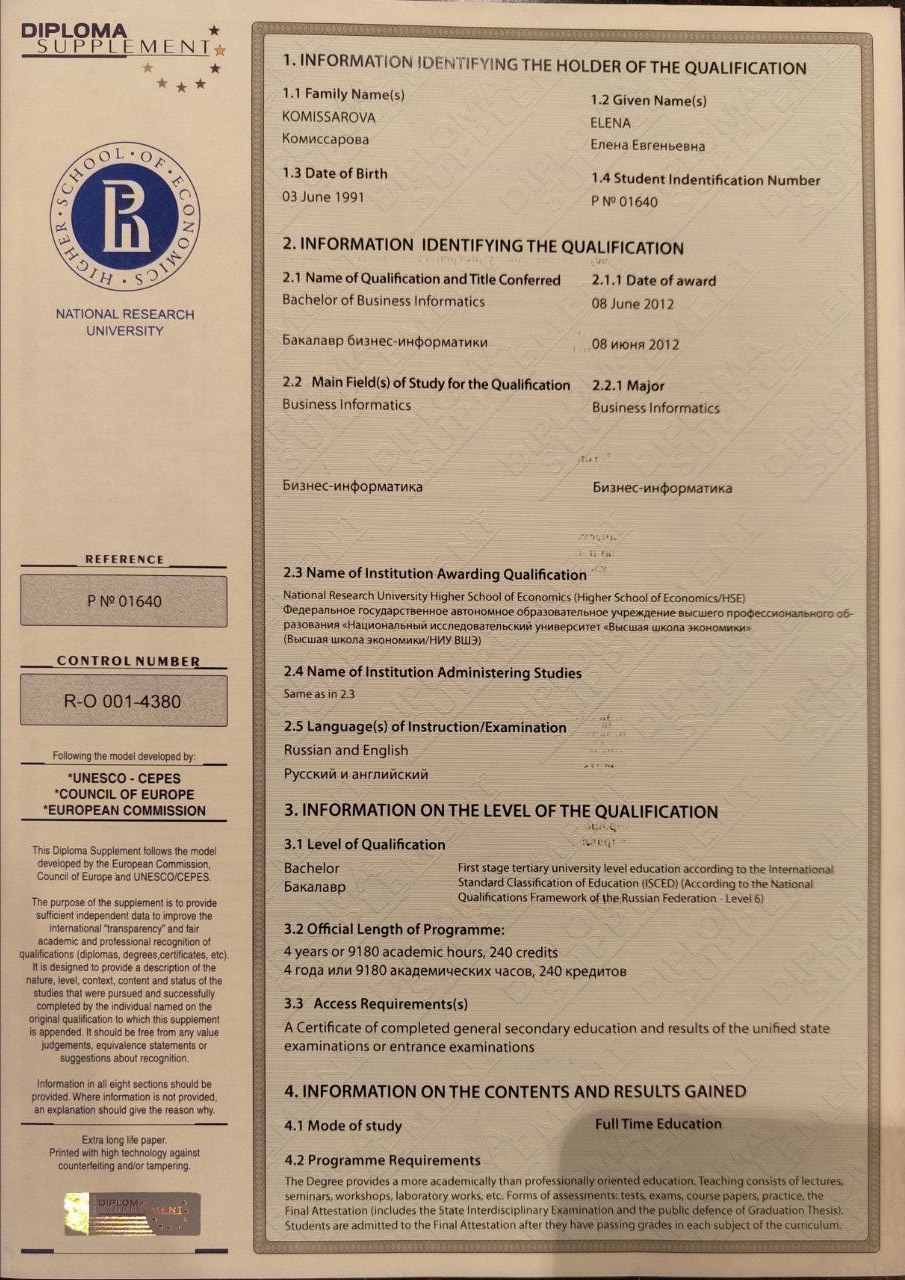 DIPLOMA
SUPPLEMENT
HIGHER · SCHOOL · OF · ECONOMICS
NATIONAL RESEARCH
UNIVERSITY
REFERENCE
P № 01640
CONTROL NUMBER
R-O 001-4380
Following the model developed by:
*UNESCO - CEPES
*COUNCIL OF EUROPE
*EUROPEAN COMMISSION
This Diploma Supplement follows the model
developed by the European Commission,
Council of Europe and UNESCO/CEPES.
The purpose of the supplement is to provide
sufficient independent data to improve the
international "transparency" and fair
academic and professional recognition of
qualifications (diplomas, degrees,certificates, etc).
It is designed to provide a description of the
nature, level, context, content and status of the
studies that were pursued and successfully
completed by the individual named on the
original qualification to which this supplement
is appended. It should be free from any value
judgements, equivalence statements or
suggestions about recognition.
Information in all eight sections should be
provided. Where information is not provided,
an explanation should give the reason why.
Extra long life paper.
Printed with high technology against
counterfeiting and/or tampering.
DIPLOMA
SUPPLEMENT
1. INFORMATION IDENTIFYING THE HOLDER OF THE QUALIFICATION
1.1 Family Name(s)
KOMISSAROVA
Комиссарова
1.2 Given Name(s)
ELENA
Елена Евгеньевна
1.3 Date of Birth
03 June 1991
1.4 Student Indentification Number
P № 01640
2. INFORMATION IDENTIFYING THE QUALIFICATION
2.1 Name of Qualification and Title Conferred
Bachelor of Business Informatics
Бакалавр бизнес-информатики
2.1.1 Date of award
08 June 2012
08 июня 2012
2.2 Main Field(s) of Study for the Qualification
Business Informatics
Бизнес-информатика
2.2.1 Major
Business Informatics
Бизнес-информатика
2.3 Name of Institution Awarding Qualification
National Research University Higher School of Economics (Higher School of Economics/HSE)
Федеральное государственное автономное образовательное учреждение высшего профессионального об-
разования «Национальный исследовательский университет «Высшая школа экономики»
(Высшая школа экономики/НИУ ВШЭ)
2.4 Name of Institution Administering Studies
Same as in 2.3
2.5 Language(s) of Instruction/Examination
Russian and English
Русский и английский
3. INFORMATION ON THE LEVEL OF THE QUALIFICATION
3.1 Level of Qualification
Bachelor
Бакалавр
First stage tertiary university level education according to the International
Standard Classification of Education (ISCED) (According to the National
Qualifications Framework of the Russian Federation - Level 6)
3.2 Official Length of Programme:
4 years or 9180 academic hours, 240 credits
4 года или 9180 академических часов, 240 кредитов
3.3 Access Requirements(s)
A Certificate of completed general secondary education and results of the unified state
examinations or entrance examinations
4. INFORMATION ON THE CONTENTS AND RESULTS GAINED
4.1 Mode of study
Full Time Education
4.2 Programme Requirements
The Degree provides a more academically than professionally oriented education. Teaching consists of lectures,
seminars, workshops, laboratory works, etc. Forms of assessments: tests, exams, course papers, practice, the
Final Attestation (includes the State Interdisciplinary Examination and the public defence of Graduation Thesis).
Students are admitted to the Final Attestation after they have passing grades in each subject of the curriculum.